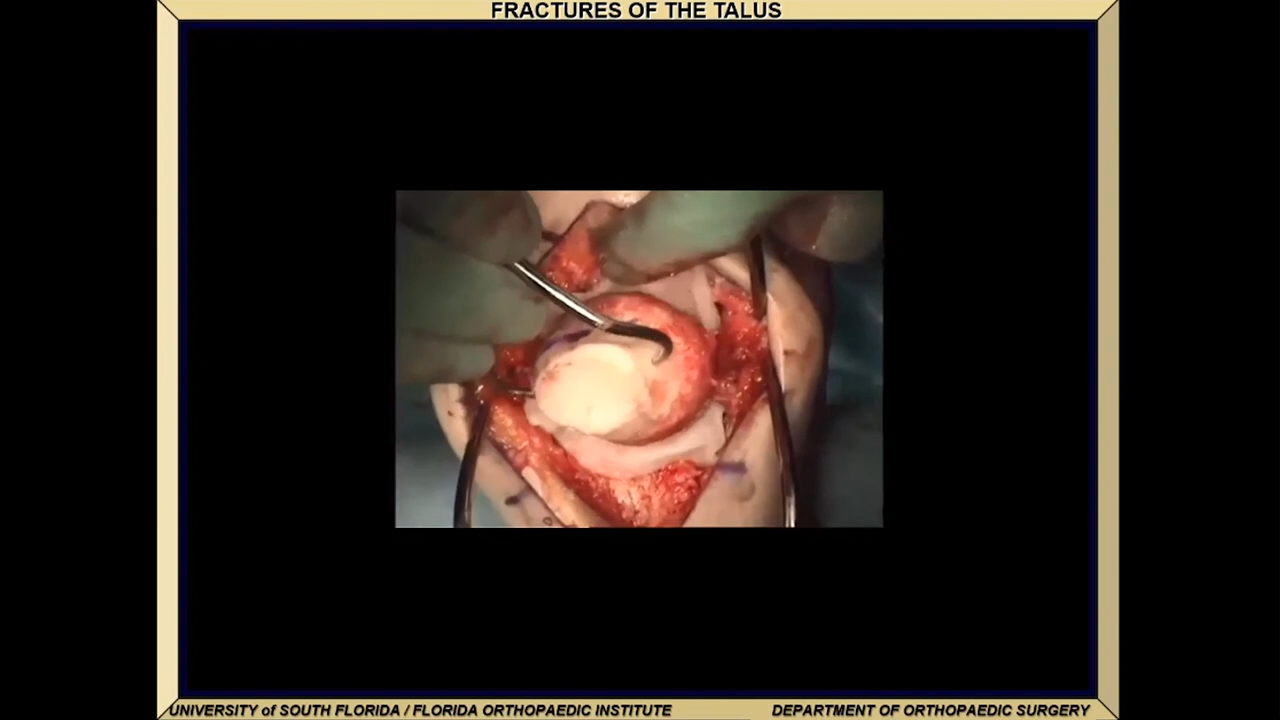 FRACTURES OF THE TALUS
UNIVERSITY of SOUTH FLORIDA / FLORIDA ORTHOPAEDIC INSTITUTE
DEPARTMENT OF ORTHOPAEDIC SURGERY